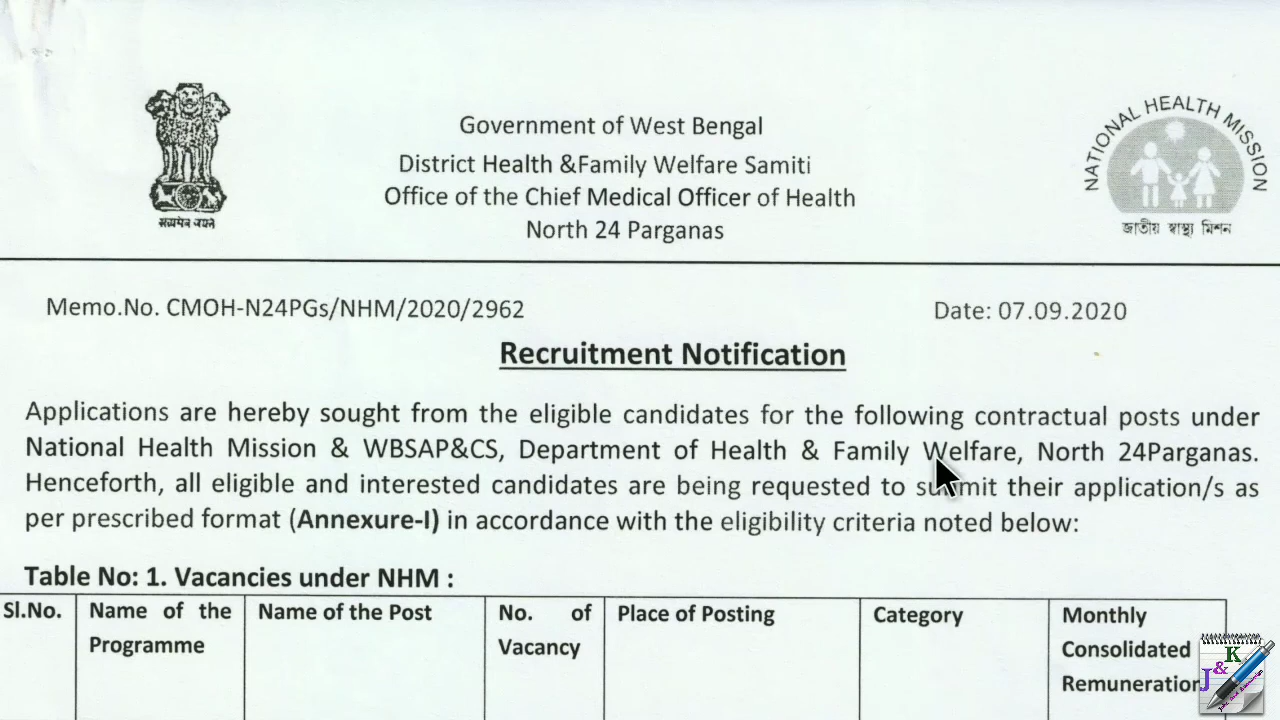 Government of West Bengal
District Health &Family Welfare Samiti
Office of the Chief Medical Officer of Health
North 24 Parganas
सत्यमेव जयते
NATIONAL HEALTH MISSION
জাতীয় স্বাস্থ্য মিশন
Memo.No. CMOH-N24PGs/NHM/2020/2962
Date: 07.09.2020
Recruitment Notification
Applications are hereby sought from the eligible candidates for the following contractual posts under
National Health Mission & WBSAP&CS, Department of Health & Family Welfare, North 24Parganas.
Henceforth, all eligible and interested candidates are being requested to submit their application/s as
per prescribed format (Annexure-I) in accordance with the eligibility criteria noted below:
Table No: 1. Vacancies under NHM :
Sl.No.
Name of the
Programme
Name of the Post
No. of
Vacancy
Place of Posting
Category
Monthly
Consolidated
Remuneration
J&K